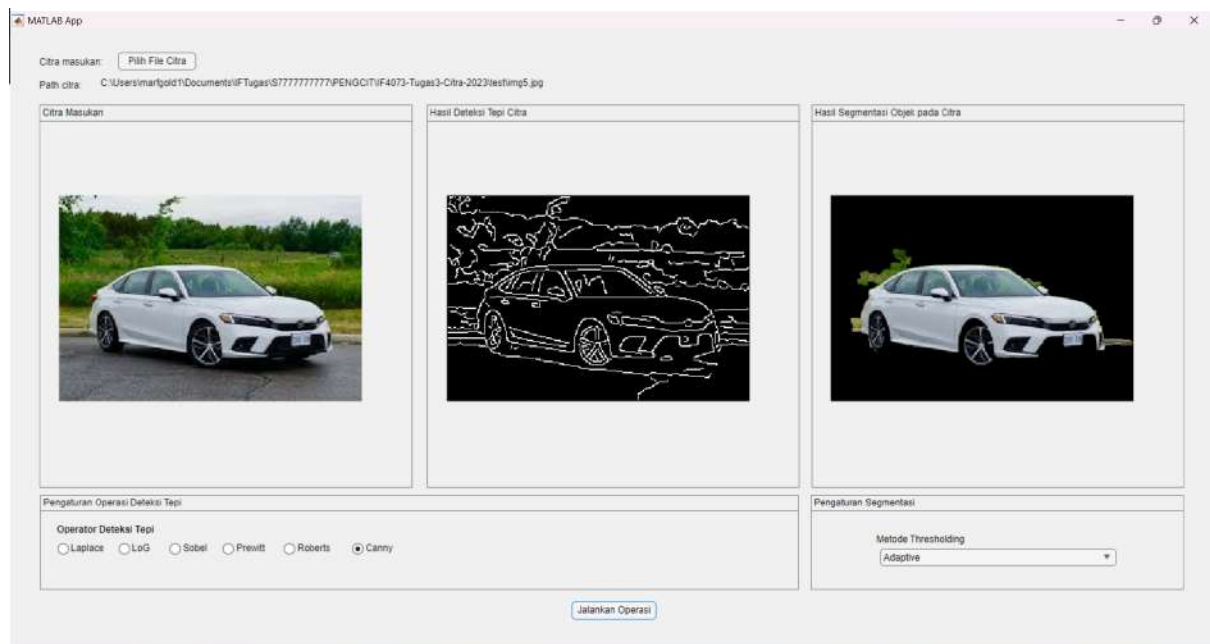 MATLAB App
Citra masukan: Pilih File Citra
Path citra: C:\Users\marfgold1\Documents\IFTugas\S7777777777\PENGCIT\IF4073-Tugas3-Citra-2023\test\img5.jpg
Citra Masukan
Hasil Deteksi Tepi Citra
Hasil Segmentasi Objek pada Citra
Pengaturan Operasi Deteksi Tepi
Operator Deteksi Tepi
Laplace LoG Sobel Prewitt Roberts Canny
Pengaturan Segmentasi
Metode Thresholding
Adaptive
Jalankan Operasi